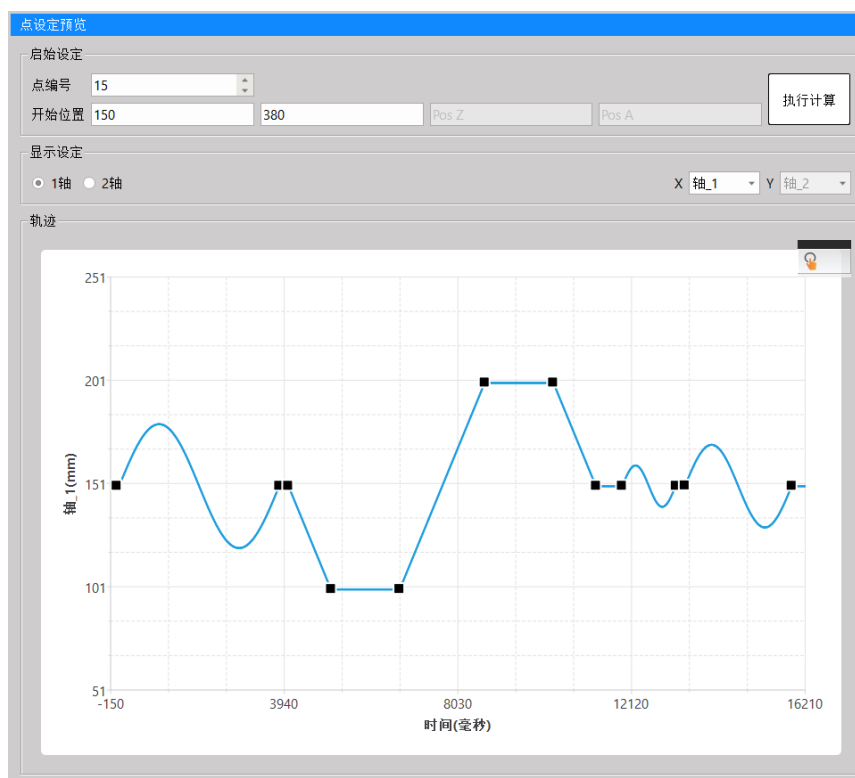 点设定预览
启始设定
点编号 15
开始位置 150 380 Pos Z Pos A
执行计算
显示设定
1轴 2轴 X 轴_1 Y 轴_2
轨迹
251
201
151
101
51
轴_1(mm)
-150 3940 8030 12120 16210
时间(毫秒)